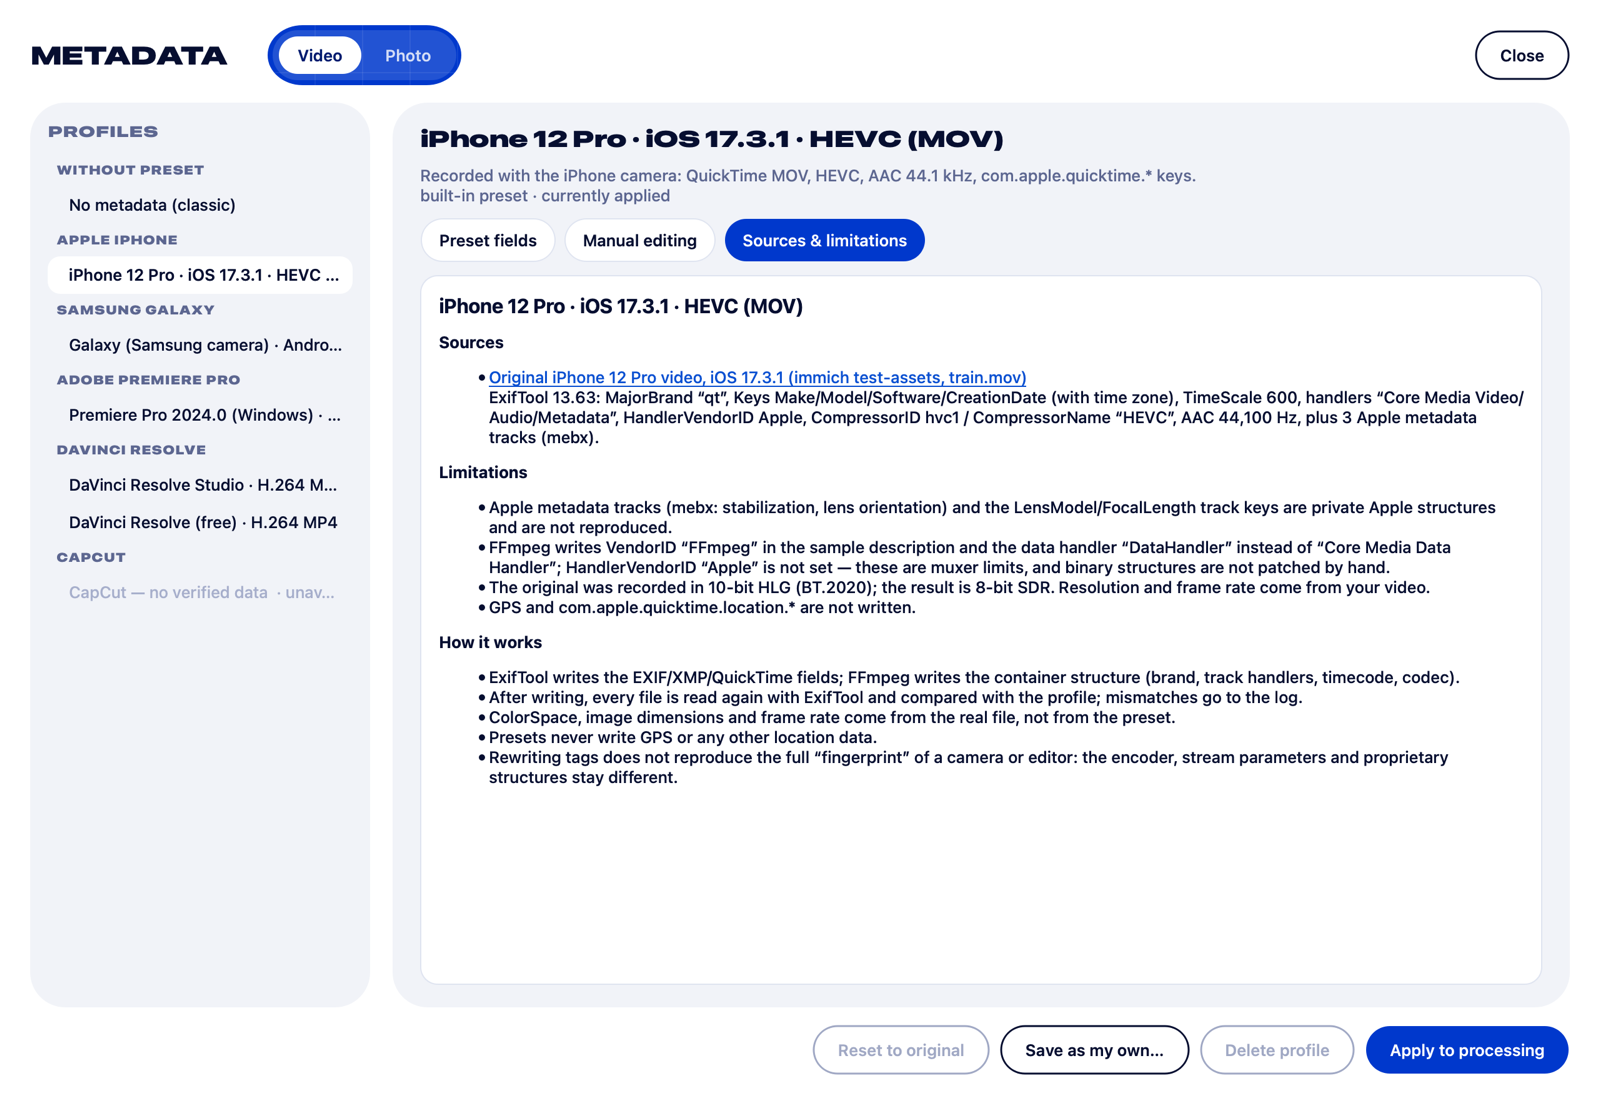 METADATA
Video
Photo
Close
PROFILES
WITHOUT PRESET
No metadata (classic)
APPLE IPHONE
iPhone 12 Pro · iOS 17.3.1 · HEVC ...
SAMSUNG GALAXY
Galaxy (Samsung camera) · Andro...
ADOBE PREMIERE PRO
Premiere Pro 2024.0 (Windows) · ...
DAVINCI RESOLVE
DaVinci Resolve Studio · H.264 M...
DaVinci Resolve (free) · H.264 MP4
CAPCUT
CapCut — no verified data · unav...
iPhone 12 Pro · iOS 17.3.1 · HEVC (MOV)
Recorded with the iPhone camera: QuickTime MOV, HEVC, AAC 44.1 kHz, com.apple.quicktime.* keys.
built-in preset · currently applied
Preset fields
Manual editing
Sources & limitations
iPhone 12 Pro · iOS 17.3.1 · HEVC (MOV)
Sources
• Original iPhone 12 Pro video, iOS 17.3.1 (immich test-assets, train.mov)
ExifTool 13.63: MajorBrand “qt”, Keys Make/Model/Software/CreationDate (with time zone), TimeScale 600, handlers “Core Media Video/
Audio/Metadata”, HandlerVendorID Apple, CompressorID hvc1 / CompressorName “HEVC”, AAC 44,100 Hz, plus 3 Apple metadata
tracks (mebx).
Limitations
• Apple metadata tracks (mebx: stabilization, lens orientation) and the LensModel/FocalLength track keys are private Apple structures
and are not reproduced.
• FFmpeg writes VendorID “FFmpeg” in the sample description and the data handler “DataHandler” instead of “Core Media Data
Handler”; HandlerVendorID “Apple” is not set — these are muxer limits, and binary structures are not patched by hand.
• The original was recorded in 10-bit HLG (BT.2020); the result is 8-bit SDR. Resolution and frame rate come from your video.
• GPS and com.apple.quicktime.location.* are not written.
How it works
• ExifTool writes the EXIF/XMP/QuickTime fields; FFmpeg writes the container structure (brand, track handlers, timecode, codec).
• After writing, every file is read again with ExifTool and compared with the profile; mismatches go to the log.
• ColorSpace, image dimensions and frame rate come from the real file, not from the preset.
• Presets never write GPS or any other location data.
• Rewriting tags does not reproduce the full “fingerprint” of a camera or editor: the encoder, stream parameters and proprietary
structures stay different.
Reset to original
Save as my own...
Delete profile
Apply to processing